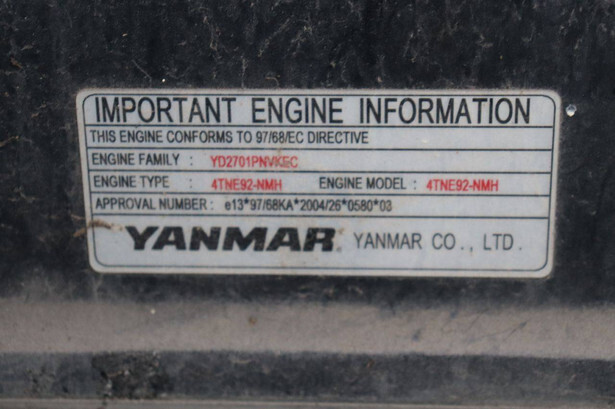 IMPORTANT ENGINE INFORMATION
THIS ENGINE CONFORMS TO 97/68/EC DIRECTIVE
ENGINE FAMILY : YD2701PNVKEC
ENGINE TYPE : 4TNE92-NMH ENGINE MODEL : 4TNE92-NMH
APPROVAL NUMBER : e13*97/68KA*2004/26*0580*03
YANMAR. YANMAR CO., LTD.